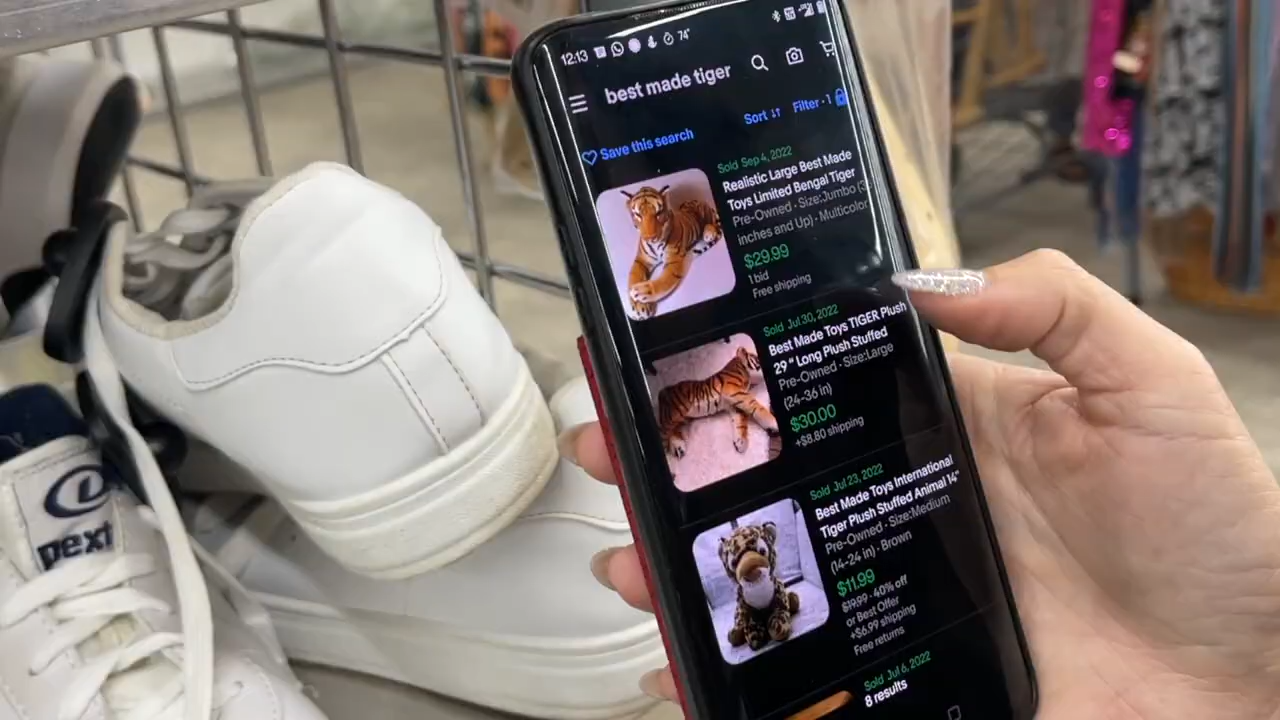 12:13 74°
best made tiger
Save this search
Sort Filter · 1
Sold Sep 4, 2022
Realistic Large Best Made
Toys Limited Bengal Tiger
Pre-Owned · Size:Jumbo (3
inches and Up) · Multicolor
$29.99
1 bid
Free shipping
Sold Jul 30, 2022
Best Made Toys TIGER Plush
29 " Long Plush Stuffed
Pre-Owned · Size:Large
(24-36 in)
$30.00
+$8.80 shipping
Sold Jul 23, 2022
Best Made Toys International
Tiger Plush Stuffed Animal 14"
Pre-Owned · Size:Medium
(14-24 in) · Brown
$11.99
$19.99 · 40% off
or Best Offer
+$6.99 shipping
Free returns
Sold Jul 6, 2022
8 results
next